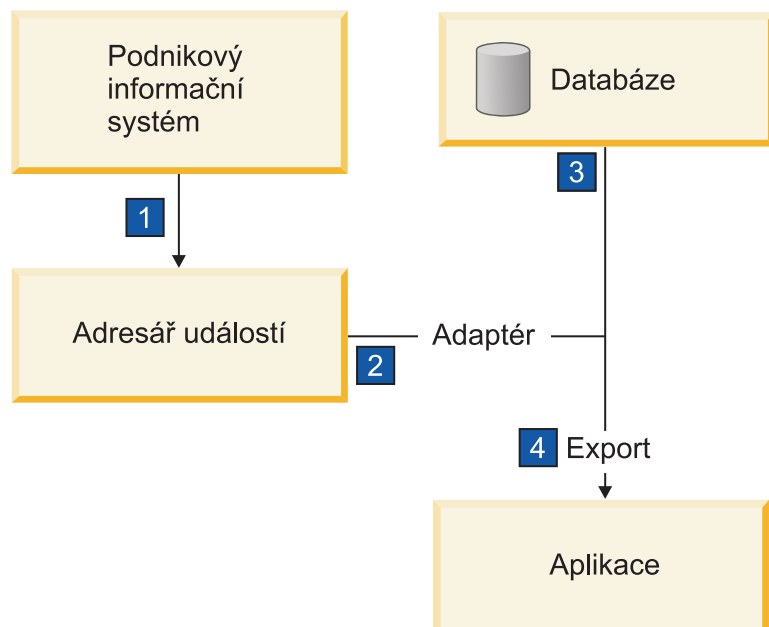 Podnikový
informační
systém
Databáze
1
3
Adresář událostí
2
Adaptér
4 Export
Aplikace